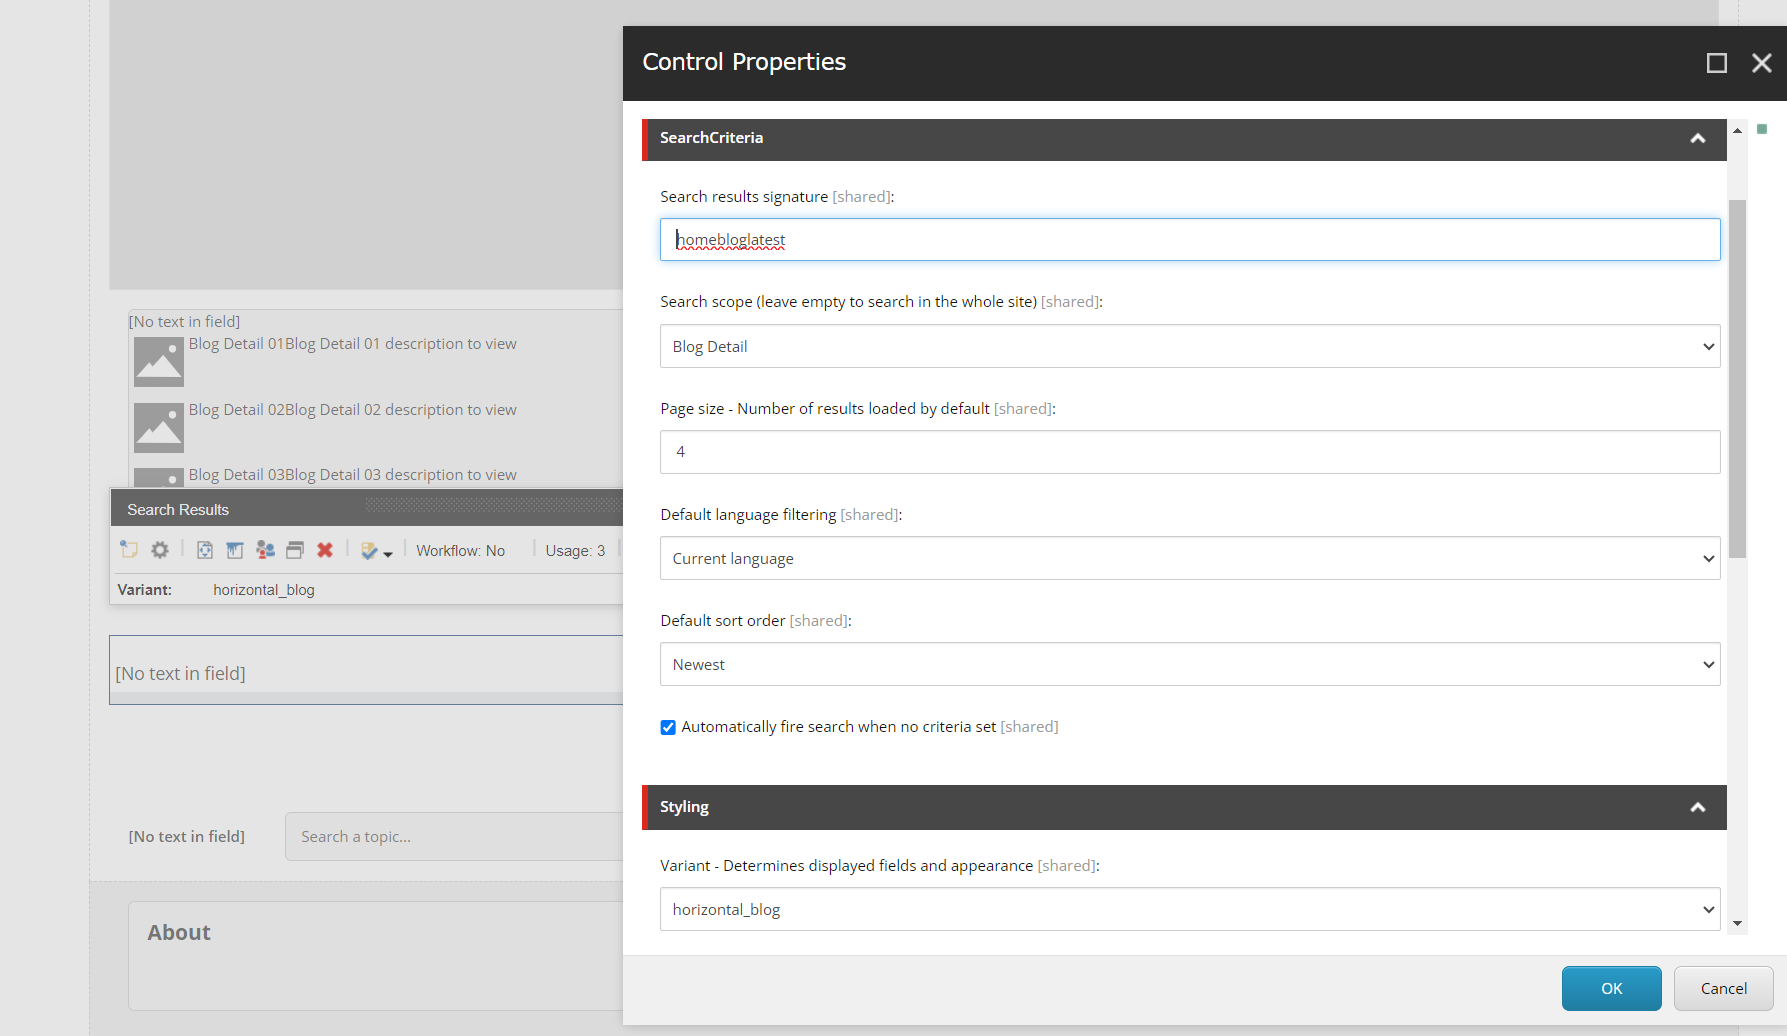 Control Properties
SearchCriteria
Search results signature [shared]:
homebloglatest
Search scope (leave empty to search in the whole site) [shared]:
Blog Detail
Page size - Number of results loaded by default [shared]:
4
Default language filtering [shared]:
Current language
Default sort order [shared]:
Newest
Automatically fire search when no criteria set [shared]
Styling
Variant - Determines displayed fields and appearance [shared]:
horizontal_blog
OK Cancel
[No text in field]
Blog Detail 01Blog Detail 01 description to view
Blog Detail 02Blog Detail 02 description to view
Blog Detail 03Blog Detail 03 description to view
Search Results
Workflow: No Usage: 3
Variant: horizontal_blog
[No text in field]
[No text in field] Search a topic...
About